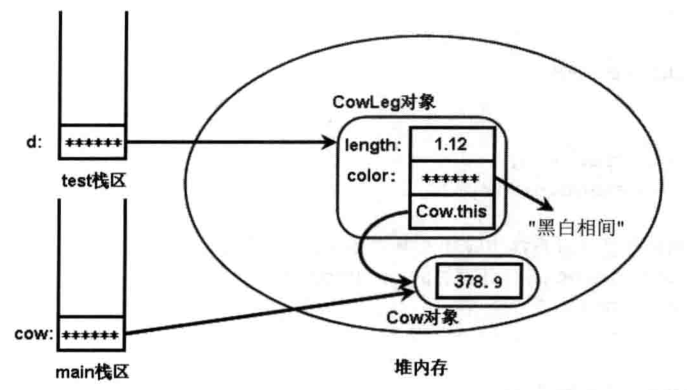 CowLeg对象
d:
******
length:
1.12
color:
******
test栈区
Cow.this
"黑白相间"
378.9
cow:
******
Cow对象
main栈区
堆内存